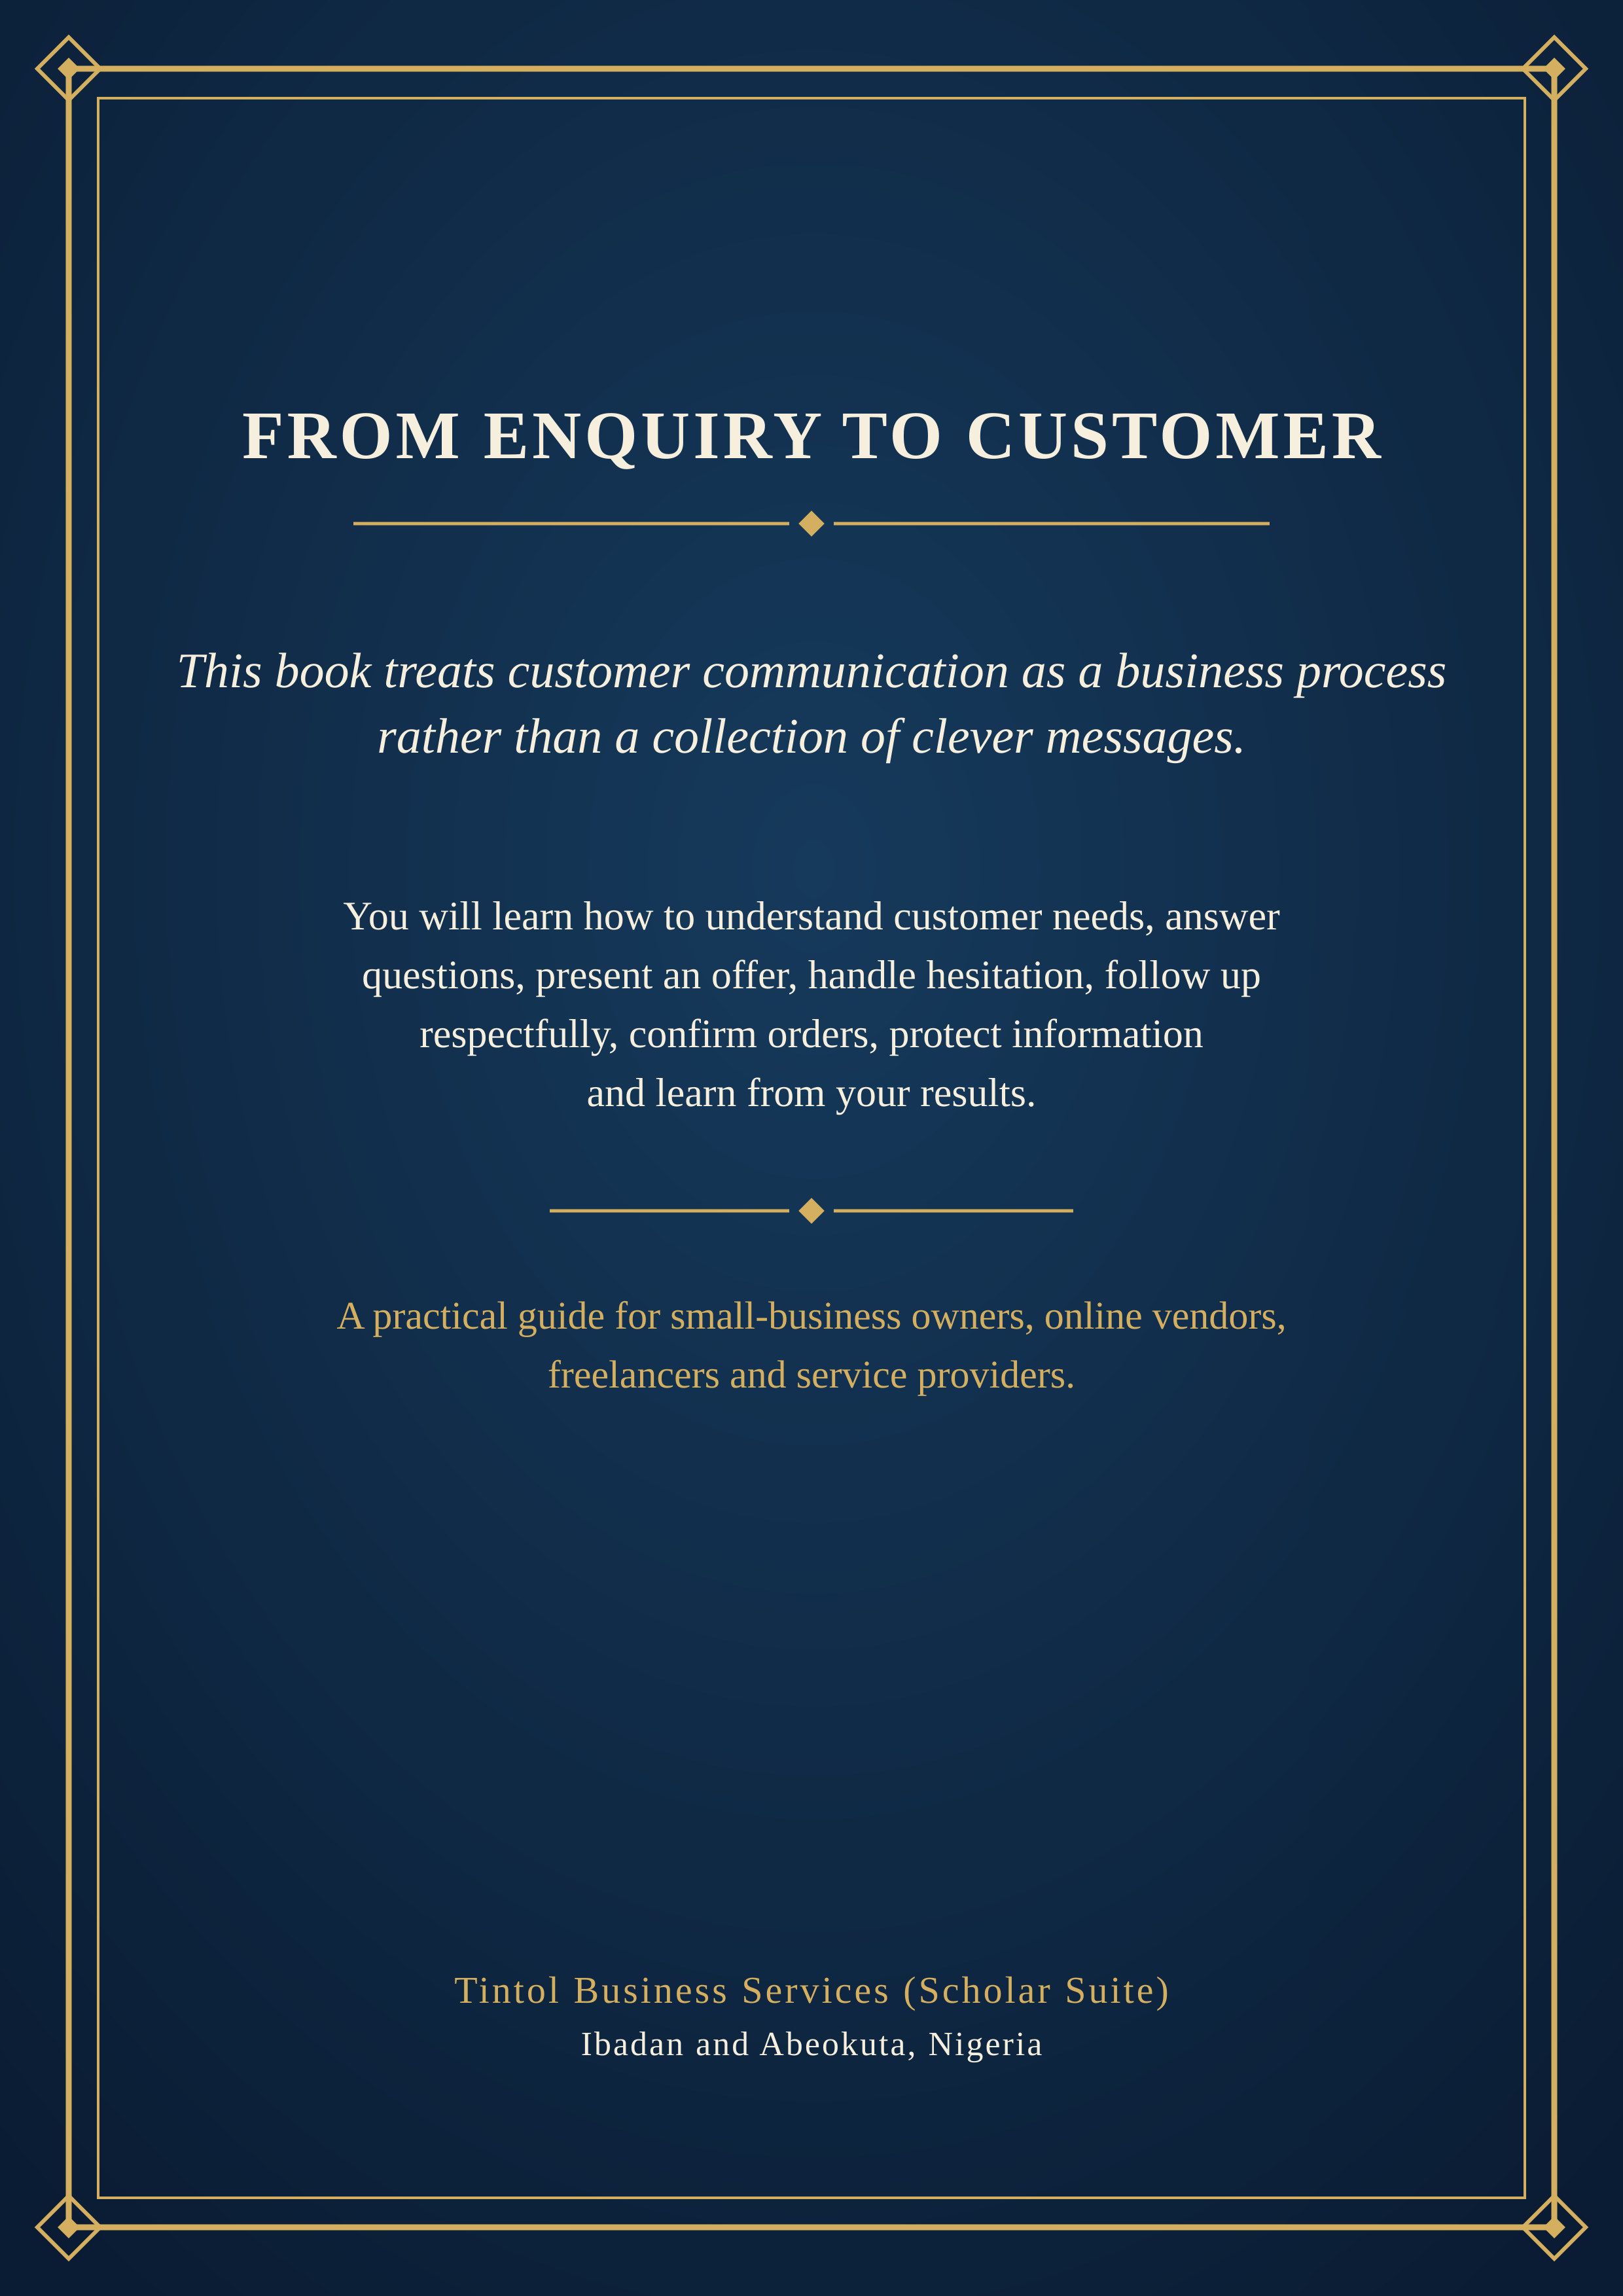 FROM ENQUIRY TO CUSTOMER
This book treats customer communication as a business process
rather than a collection of clever messages.
You will learn how to understand customer needs, answer
questions, present an offer, handle hesitation, follow up
respectfully, confirm orders, protect information
and learn from your results.
A practical guide for small-business owners, online vendors,
freelancers and service providers.
Tintol Business Services (Scholar Suite)
Ibadan and Abeokuta, Nigeria